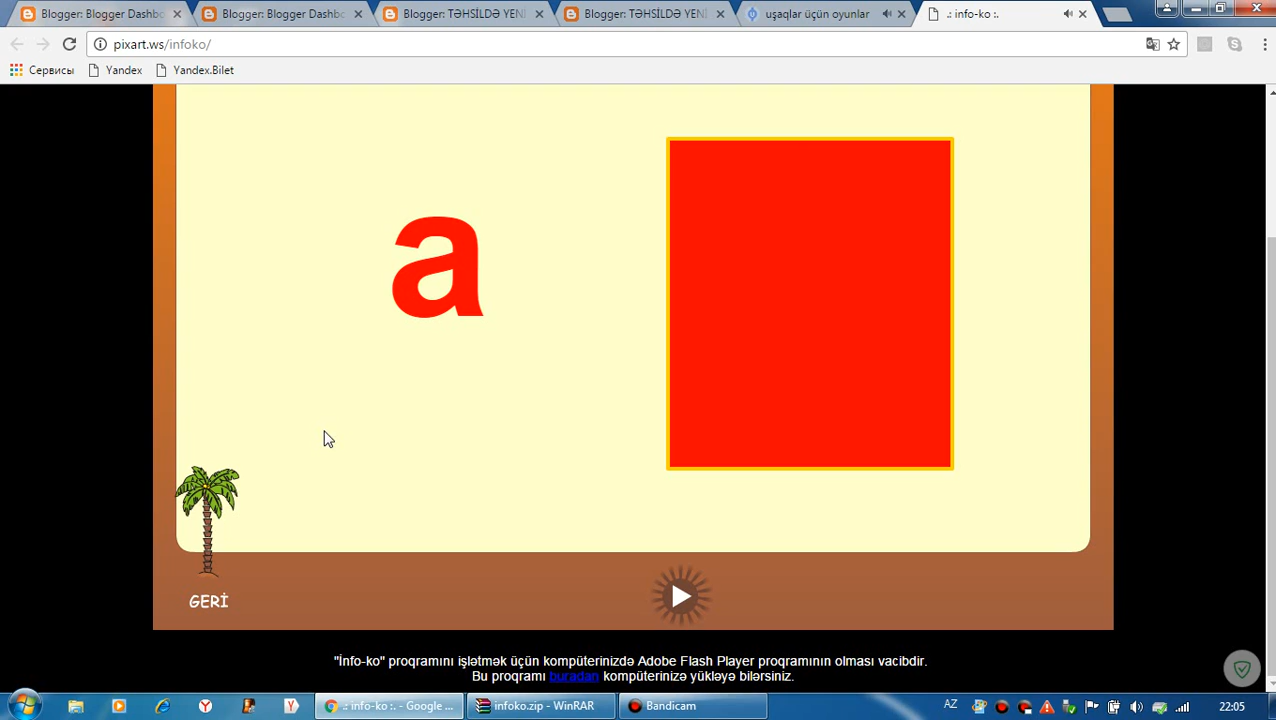 Blogger: Blogger Dashbo
Blogger: Blogger Dashbo
Blogger: TƏHSİLDƏ YENİ
Blogger: TƏHSİLDƏ YENİ
uşaqlar üçün oyunlar
.: info-ko :.
pixart.ws/infoko/
Сервисы
Yandex
Yandex.Bilet
a
GERİ
"İnfo-ko" proqramını işlətmək üçün kompüterinizdə Adobe Flash Player proqramının olması vacibdir.
Bu proqramı buradan kompüterinizə yükləyə bilərsiniz.
.: info-ko :. - Google ...
infoko.zip - WinRAR
Bandicam
AZ
22:05